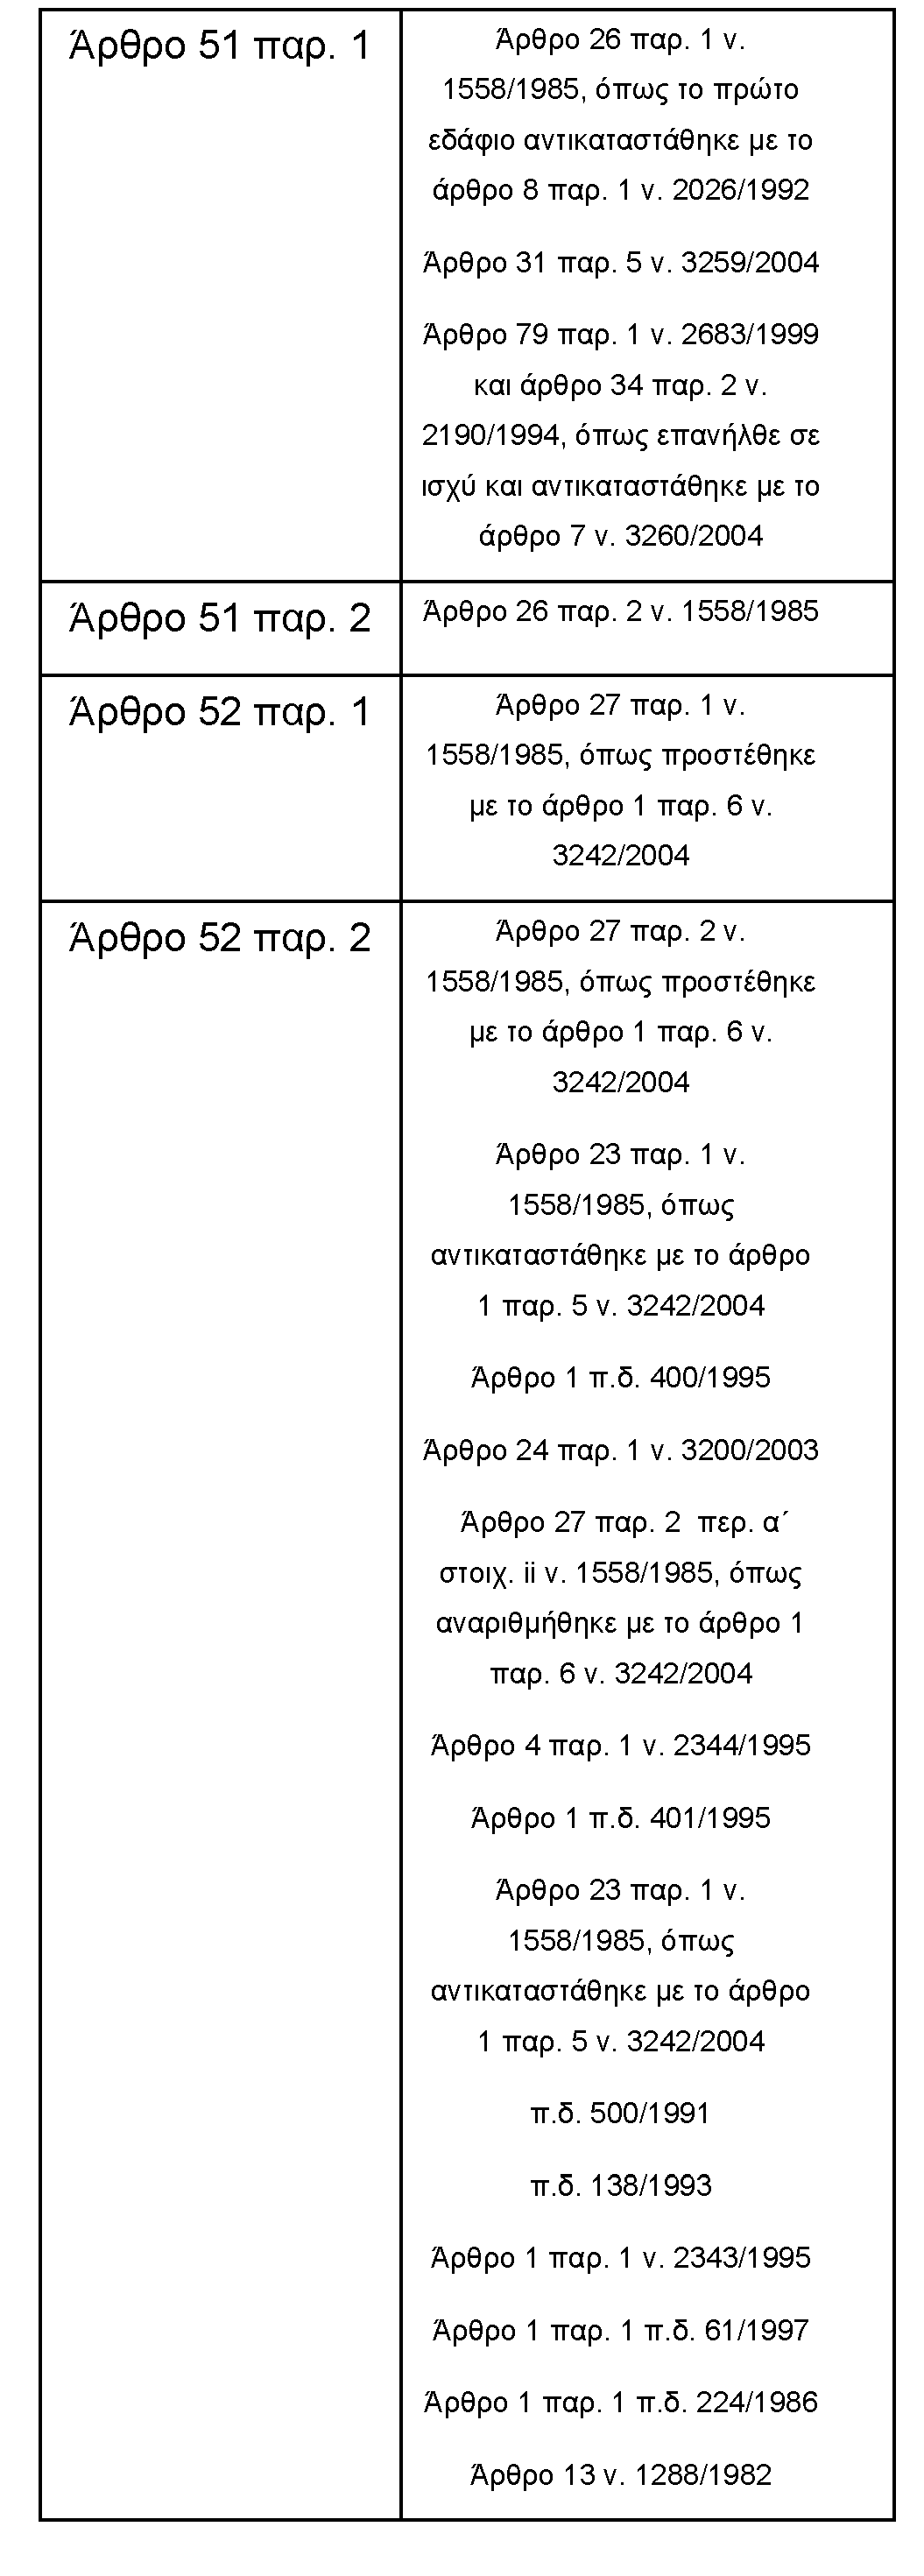 Άρθρο 51 παρ. 1
Άρθρο 26 παρ. 1 ν.
1558/1985, όπως το πρώτο
εδάφιο αντικαταστάθηκε με το
άρθρο 8 παρ. 1 ν. 2026/1992
Άρθρο 31 παρ. 5 ν. 3259/2004
Άρθρο 79 παρ. 1 ν. 2683/1999
και άρθρο 34 παρ. 2 ν.
2190/1994, όπως επανήλθε σε
ισχύ και αντικαταστάθηκε με το
άρθρο 7 ν. 3260/2004
Άρθρο 51 παρ. 2
Άρθρο 26 παρ. 2 ν. 1558/1985
Άρθρο 52 παρ. 1
Άρθρο 27 παρ. 1 ν.
1558/1985, όπως προστέθηκε
με το άρθρο 1 παρ. 6 ν.
3242/2004
Άρθρο 52 παρ. 2
Άρθρο 27 παρ. 2 ν.
1558/1985, όπως προστέθηκε
με το άρθρο 1 παρ. 6 ν.
3242/2004
Άρθρο 23 παρ. 1 ν.
1558/1985, όπως
αντικαταστάθηκε με το άρθρο
1 παρ. 5 ν. 3242/2004
Άρθρο 1 π.δ. 400/1995
Άρθρο 24 παρ. 1 ν. 3200/2003
Άρθρο 27 παρ. 2  περ. α΄
στοιχ. ii ν. 1558/1985, όπως
αναριθμήθηκε με το άρθρο 1
παρ. 6 ν. 3242/2004
Άρθρο 4 παρ. 1 ν. 2344/1995
Άρθρο 1 π.δ. 401/1995
Άρθρο 23 παρ. 1 ν.
1558/1985, όπως
αντικαταστάθηκε με το άρθρο
1 παρ. 5 ν. 3242/2004
π.δ. 500/1991
π.δ. 138/1993
Άρθρο 1 παρ. 1 ν. 2343/1995
Άρθρο 1 παρ. 1 π.δ. 61/1997
Άρθρο 1 παρ. 1 π.δ. 224/1986
Άρθρο 13 ν. 1288/1982